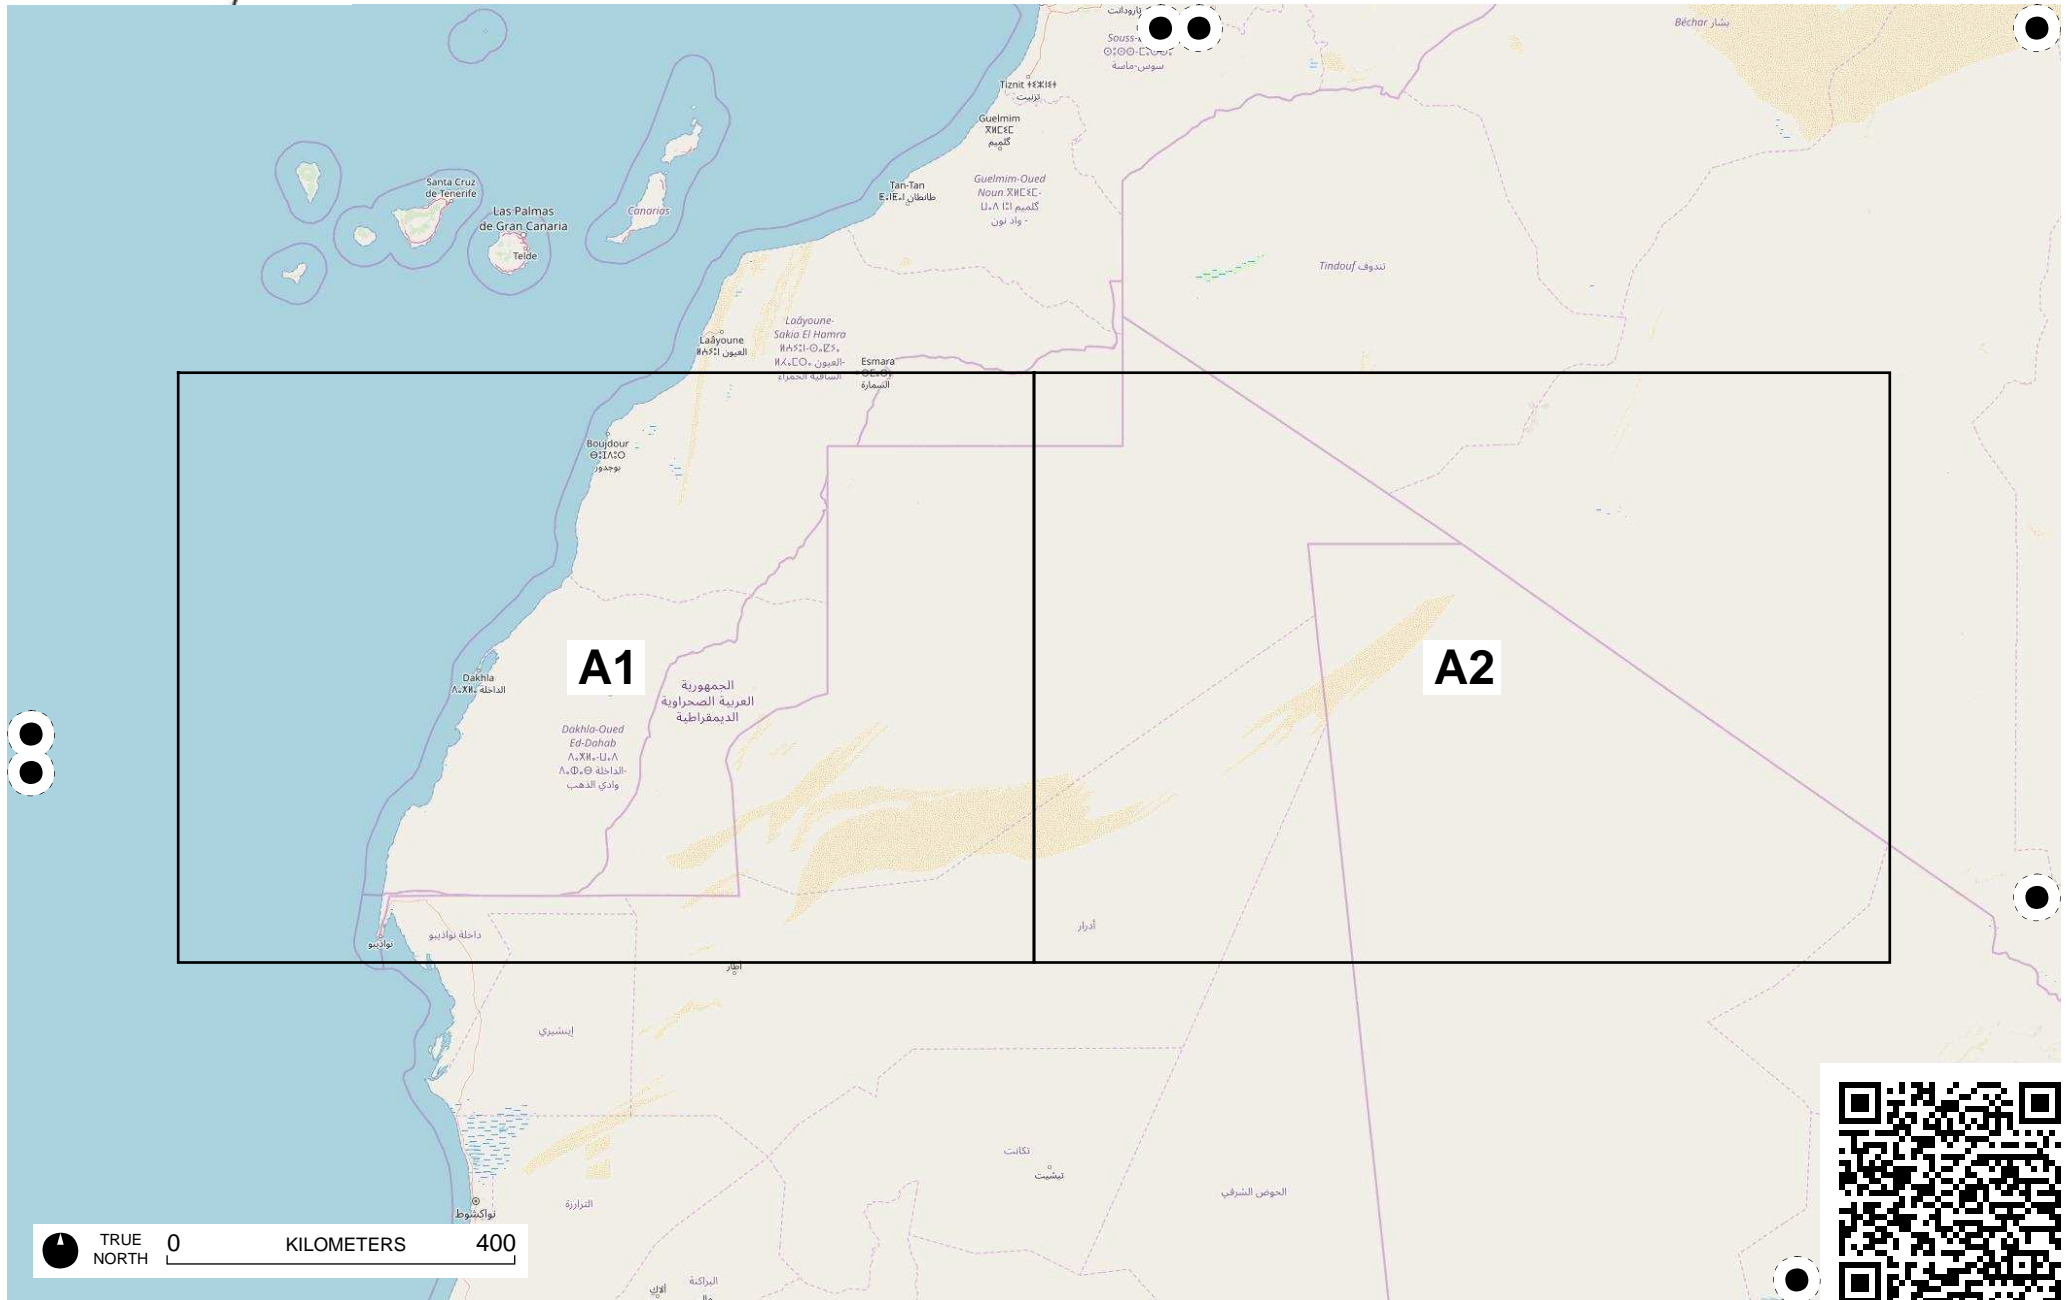 تارودانت
Béchar بشار
سوس-ماسة
Tiznit ⵜⵉⵣⵏⵉⵜ
تزنيت
Guelmim
ⴳⵍⵎⵉⵎ
گلميم
Santa Cruz
de Tenerife
Las Palmas
de Gran Canaria
Telde
Canarias
Tan-Tan
طانطان
Guelmim-Oued
گلميم
- واد نون
Tindouf تندوف
Laâyoune-
Sakia El Hamra
العيون-
الساقية الحمراء
Laâyoune
العيون
Esmara
السمارة
Boujdour
بوجدور
A1
A2
Dakhla
الداخلة
الجمهورية
العربية الصحراوية
الديمقراطية
Dakhla-Oued
Ed-Dahab
الداخلة-
وادي الذهب
نواذيبو
داخلة نواذيبو
أدرار
أطار
إينشيري
تكانت
تيشيت
الحوض الشرقي
الترارزة
نواكشوط
البراكنة
ألاك
TRUE
NORTH
0 KILOMETERS 400